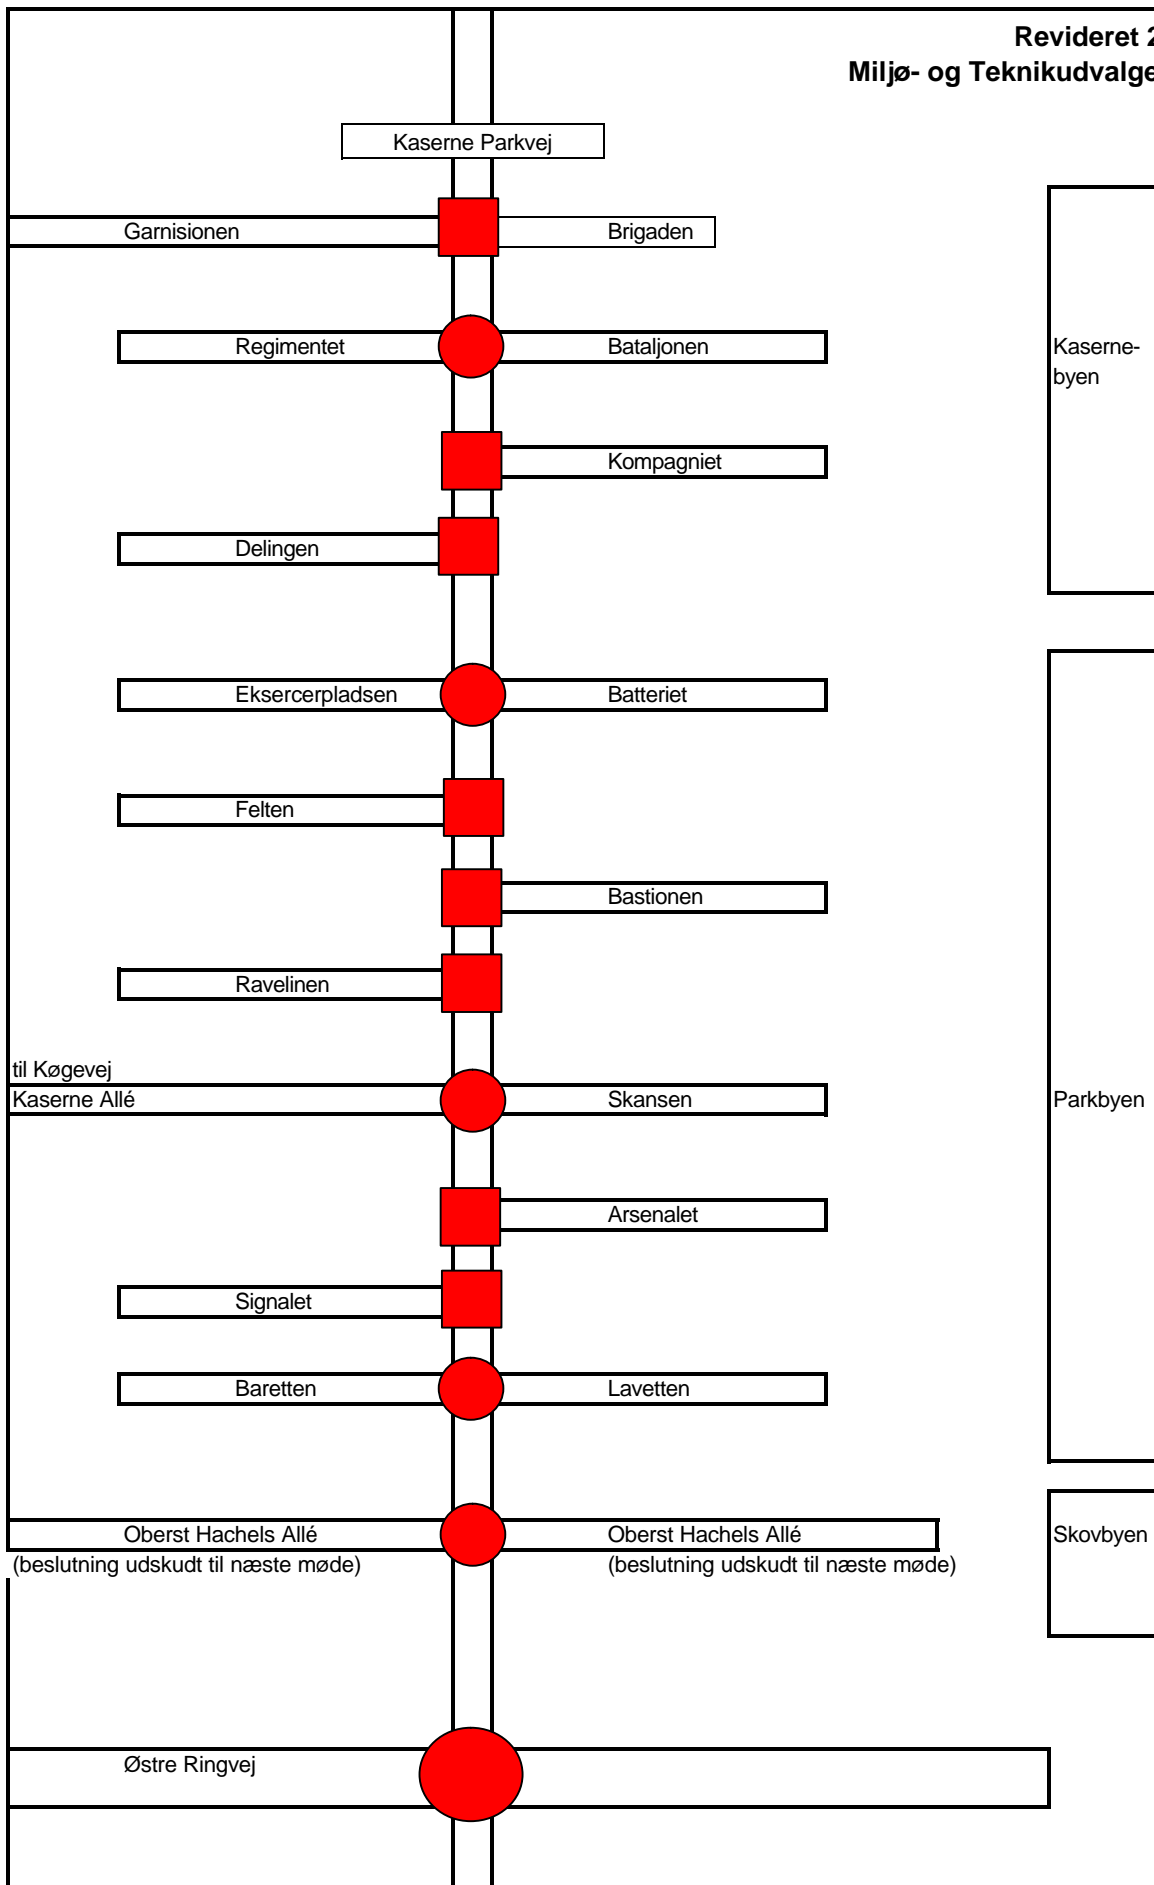 Revideret 2
Miljø- og Teknikudvalge
Kaserne Parkvej
Garnisionen
Brigaden
Regimentet
Bataljonen
Kaserne-
byen
Kompagniet
Delingen
Eksercerpladsen
Batteriet
Felten
Bastionen
Ravelinen
til Køgevej
Kaserne Allé
Skansen
Parkbyen
Arsenalet
Signalet
Baretten
Lavetten
Oberst Hachels Allé
(beslutning udskudt til næste møde)
Oberst Hachels Allé
(beslutning udskudt til næste møde)
Skovbyen
Østre Ringvej